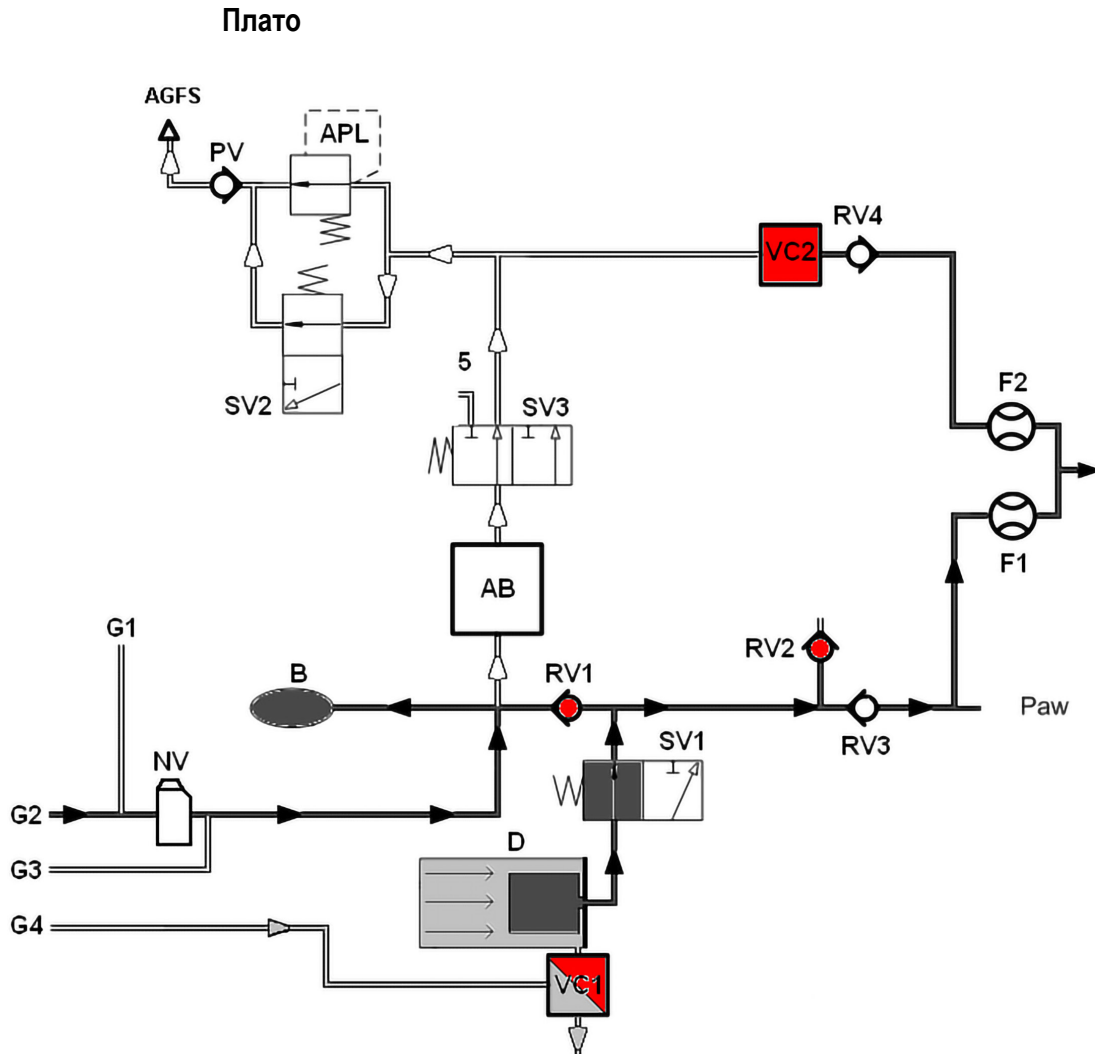 Плато
AGFS
PV
APL
RV4
VC2
5
F2
SV2
SV3
F1
AB
G1
RV2
B
RV1
Paw
RV3
SV1
NV
G2
D
G3
G4
VC1